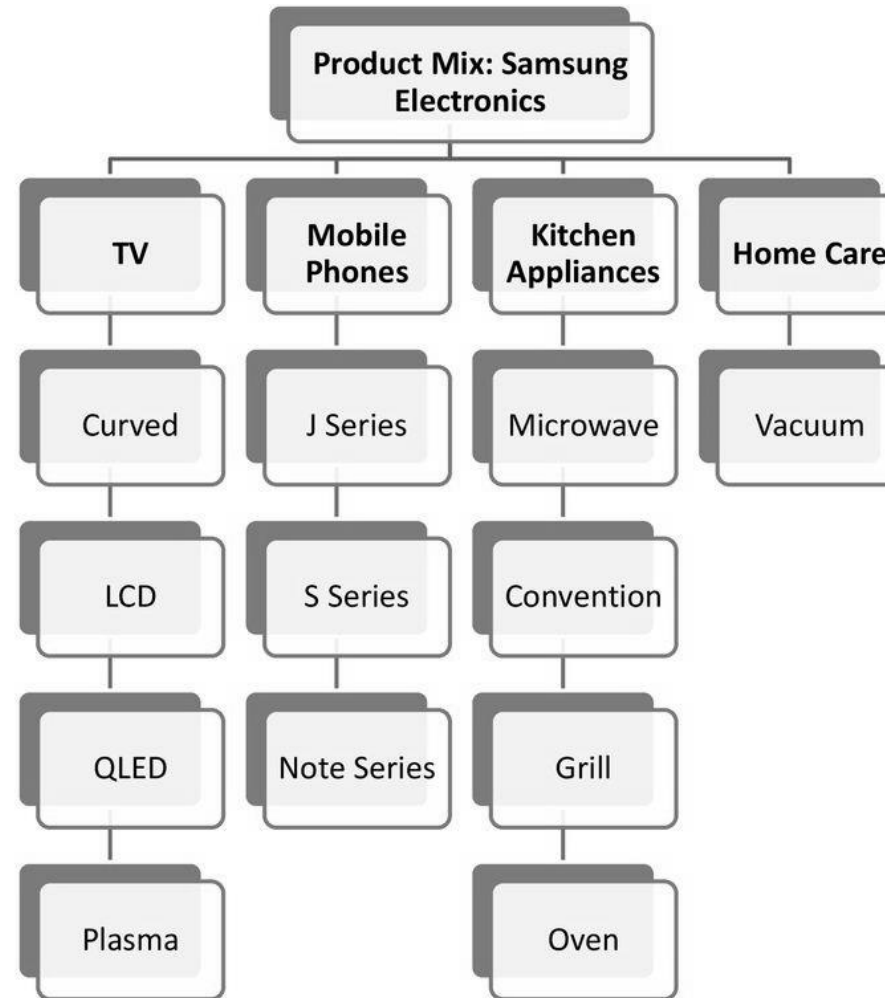 Product Mix: Samsung
Electronics
TV
Mobile
Phones
Kitchen
Appliances
Home Care
Curved
J Series
Microwave
Vacuum
LCD
S Series
Convention
QLED
Note Series
Grill
Plasma
Oven